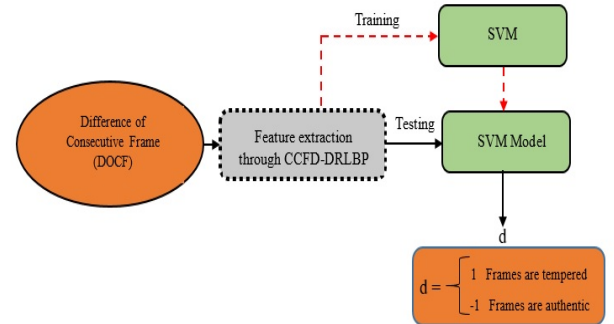 Training
SVM
Difference of
Consecutive Frame
(DOCF)
Feature extraction
through CCFD-DRLBP
Testing
SVM Model
d
d =
1 Frames are tempered
-1 Frames are authentic